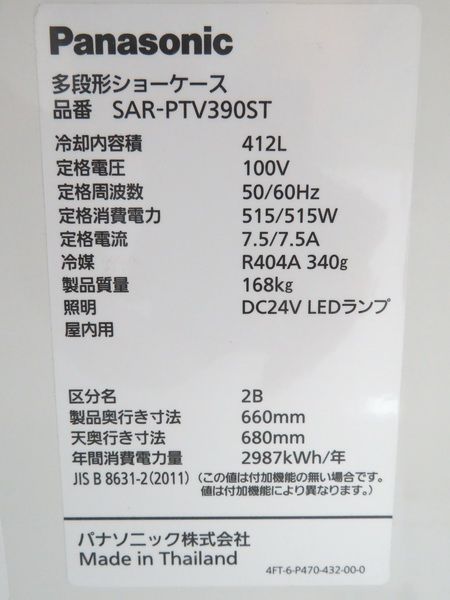 Panasonic
多段形ショーケース
品番 SAR-PTV390ST
冷却内容積 412L
定格電圧 100V
定格周波数 50/60Hz
定格消費電力 515/515W
定格電流 7.5/7.5A
冷媒 R404A 340g
製品質量 168kg
照明 DC24V LEDランプ
屋内用
区分名 2B
製品奥行き寸法 660mm
天奥行き寸法 680mm
年間消費電力量 2987kWh/年
JIS B 8631-2(2011) (この値は付加機能の無い場合です。
値は付加機能により異なります。)
パナソニック株式会社
Made in Thailand
4FT-6-P470-432-00-0